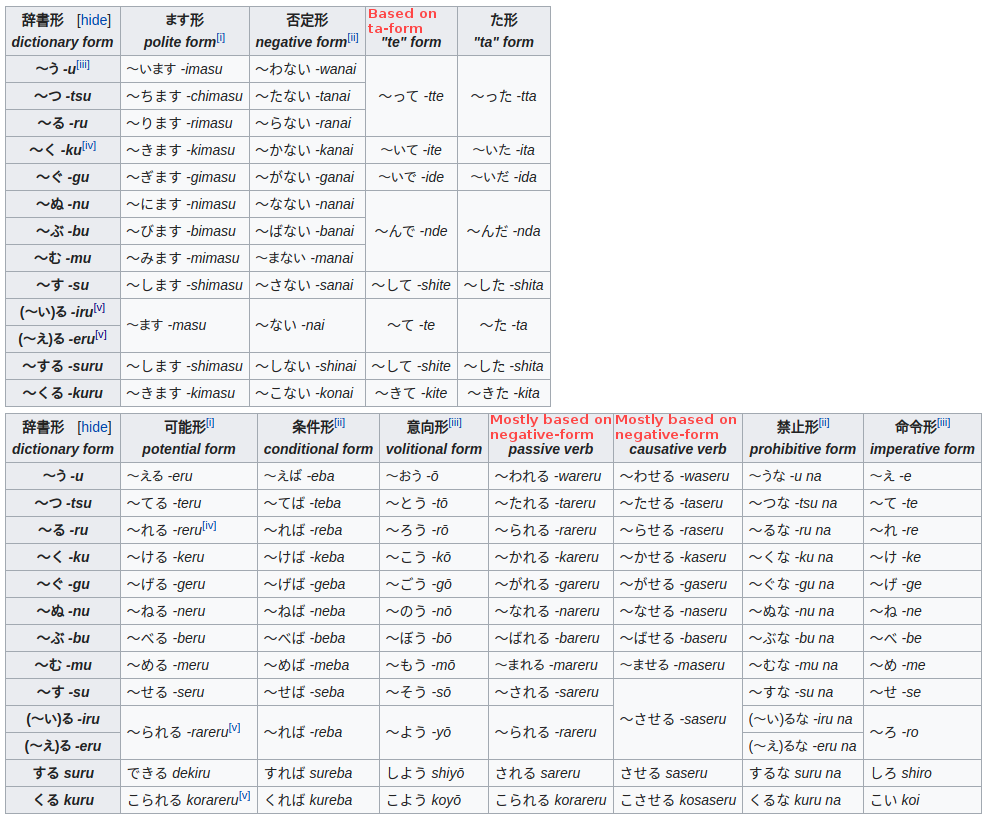 辞書形 [hide] ます形 否定形 Based on
dictionary form polite form[i] negative form[ii] ta-form "te" form た形 "ta" form
〜う -u[iii] 〜います -imasu 〜わない -wanai
〜つ -tsu 〜ちます -chimasu 〜たない -tanai 〜って -tte 〜った -tta
〜る -ru 〜ります -rimasu 〜らない -ranai
〜く -ku[iv] 〜きます -kimasu 〜かない -kanai 〜いて -ite 〜いた -ita
〜ぐ -gu 〜ぎます -gimasu 〜がない -ganai 〜いで -ide 〜いだ -ida
〜ぬ -nu 〜にます -nimasu 〜なない -nanai
〜ぶ -bu 〜びます -bimasu 〜ばない -banai 〜んで -nde 〜んだ -nda
〜む -mu 〜みます -mimasu 〜まない -manai
〜す -su 〜します -shimasu 〜さない -sanai 〜して -shite 〜した -shita
(〜い)る -iru[v] 〜ます -masu 〜ない -nai 〜て -te 〜た -ta
(〜え)る -eru[v]
〜する -suru 〜します -shimasu 〜しない -shinai 〜して -shite 〜した -shita
〜くる -kuru 〜きます -kimasu 〜こない -konai 〜きて -kite 〜きた -kita
辞書形 [hide] 可能形[i] 条件形[ii] 意向形[iii] Mostly based on negative-form Mostly based on negative-form 禁止形[ii] 命令形[iii]
dictionary form potential form conditional form volitional form passive verb causative verb prohibitive form imperative form
〜う -u 〜える -eru 〜えば -eba 〜おう -ō 〜われる -wareru 〜わせる -waseru 〜うな -u na 〜え -e
〜つ -tsu 〜てる -teru 〜てば -teba 〜とう -tō 〜たれる -tareru 〜たせる -taseru 〜つな -tsu na 〜て -te
〜る -ru 〜れる -reru[iv] 〜れば -reba 〜ろう -rō 〜られる -rareru 〜らせる -raseru 〜るな -ru na 〜れ -re
〜く -ku 〜ける -keru 〜けば -keba 〜こう -kō 〜かれる -kareru 〜かせる -kaseru 〜くな -ku na 〜け -ke
〜ぐ -gu 〜げる -geru 〜げば -geba 〜ごう -gō 〜がれる -gareru 〜がせる -gaseru 〜ぐな -gu na 〜げ -ge
〜ぬ -nu 〜ねる -neru 〜ねば -neba 〜のう -nō 〜なれる -nareru 〜なせる -naseru 〜ぬな -nu na 〜ね -ne
〜ぶ -bu 〜べる -beru 〜べば -beba 〜ぼう -bō 〜ばれる -bareru 〜ばせる -baseru 〜ぶな -bu na 〜べ -be
〜む -mu 〜める -meru 〜めば -meba 〜もう -mō 〜まれる -mareru 〜ませる -maseru 〜むな -mu na 〜め -me
〜す -su 〜せる -seru 〜せば -seba 〜そう -sō 〜される -sareru 〜させる -saseru 〜すな -su na 〜せ -se
(〜い)る -iru 〜られる -rareru[v] 〜れば -reba 〜よう -yō 〜られる -rareru (〜い)るな -iru na 〜ろ -ro
(〜え)る -eru (〜え)るな -eru na
する suru できる dekiru すれば sureba しよう shiyō される sareru させる saseru するな suru na しろ shiro
くる kuru こられる korareru[v] くれば kureba こよう koyō こられる korareru こさせる kosaseru くるな kuru na こい koi